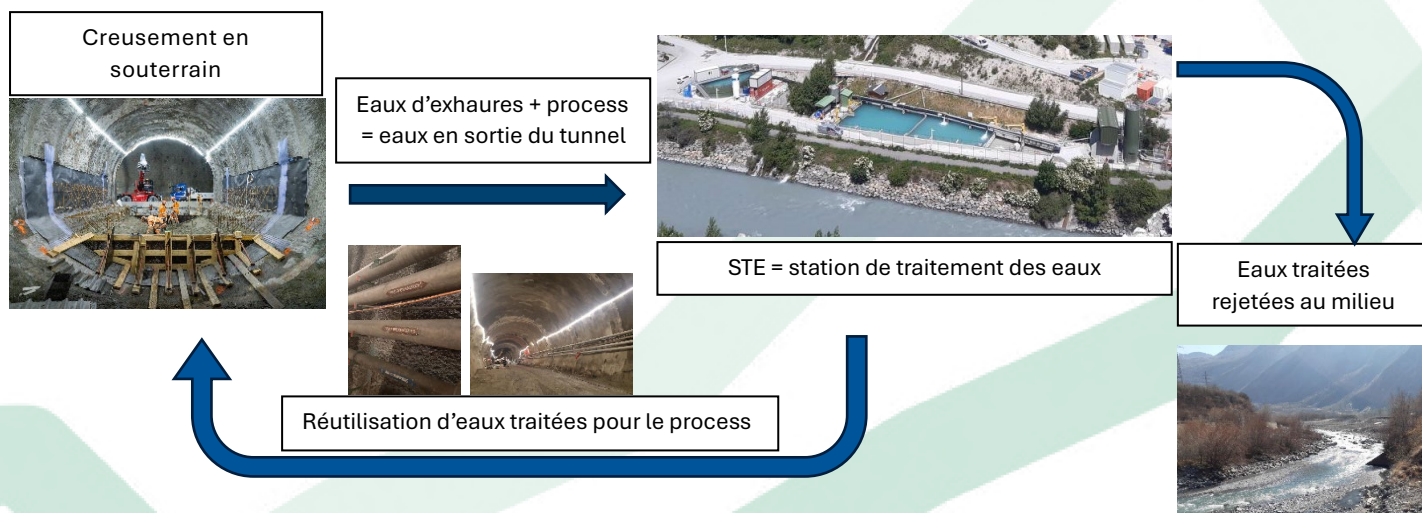 Creusement en
souterrain
Eaux d'exhaures + process
= eaux en sortie du tunnel
STE = station de traitement des eaux
Eaux traitées
rejetées au milieu
Réutilisation d'eaux traitées pour le process